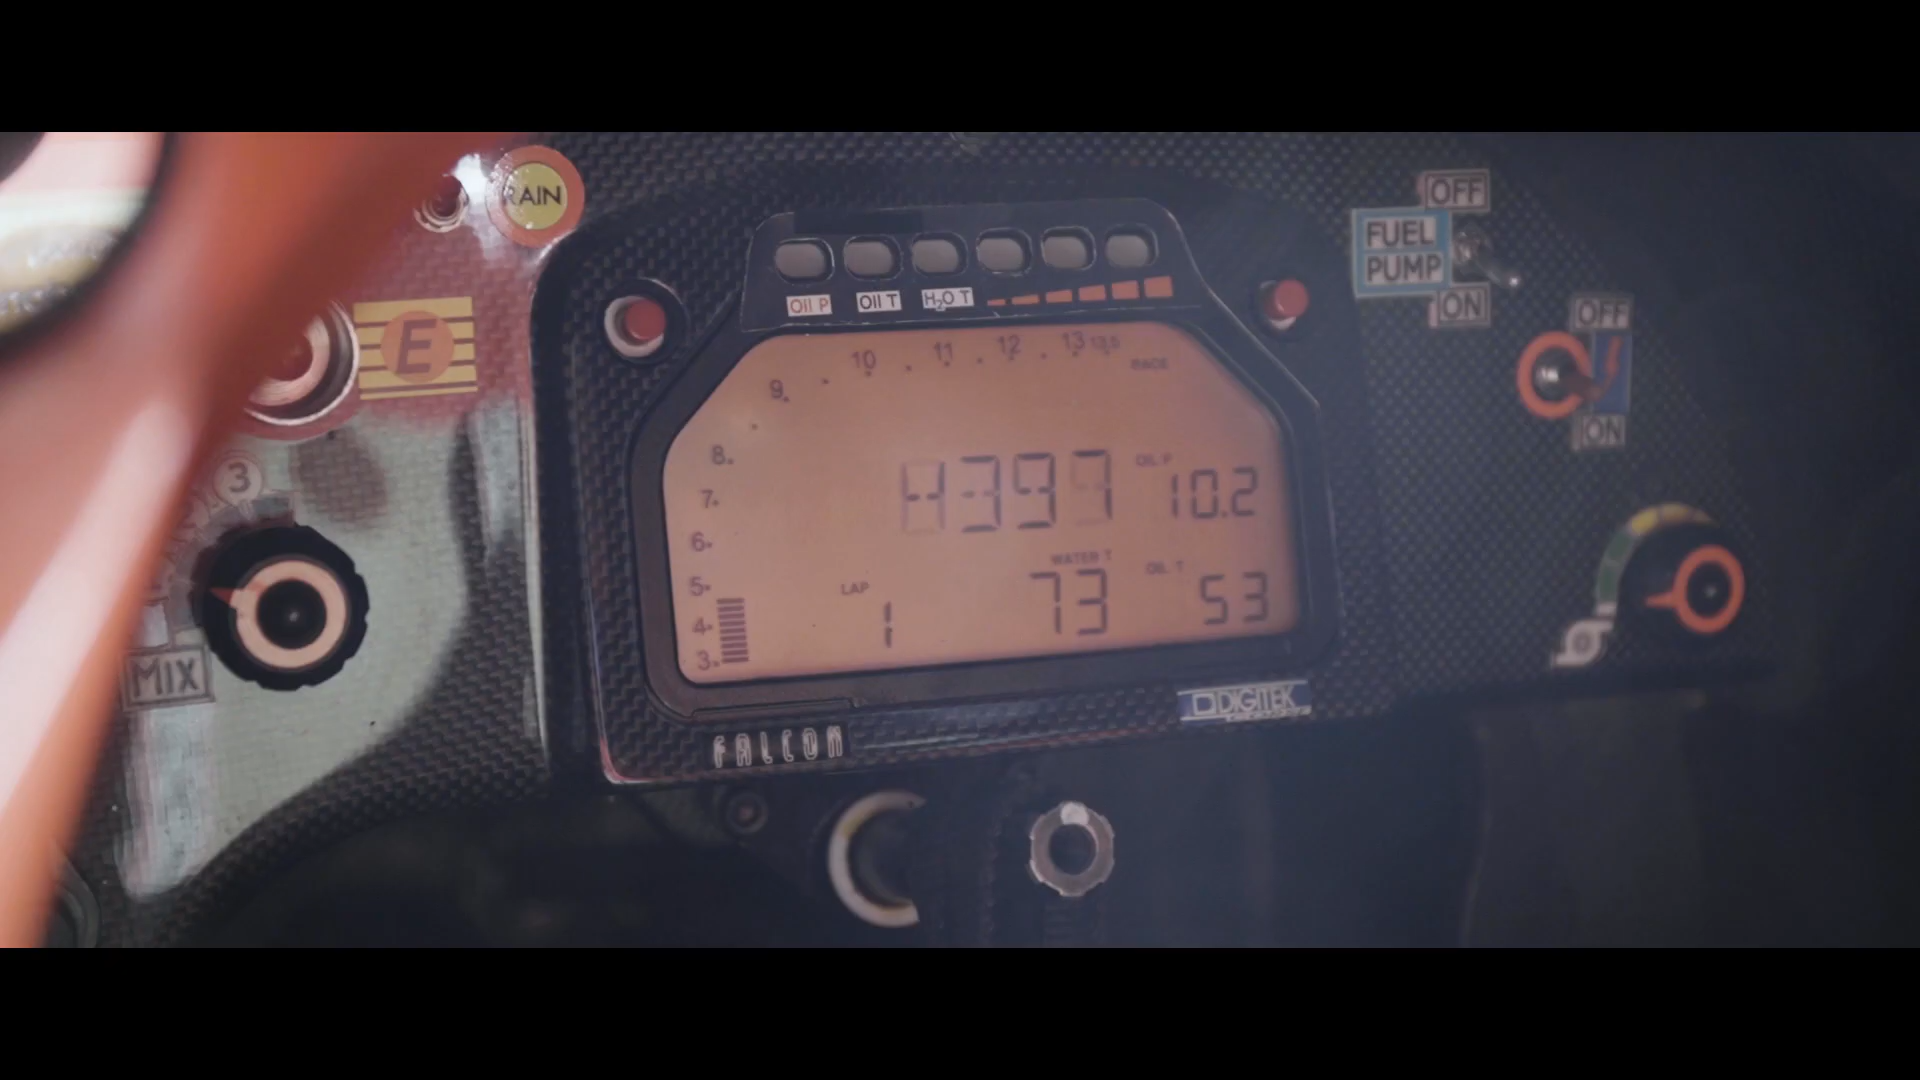 RAIN
OFF
FUEL
PUMP
ON
OIl P
OIl T
H2O T
E
OFF
ON
9
10
11
12
13
13.5
RACE
8
7
6
5
4
3
OIL P
10.2
WATER T
73
OIL T
53
LAP
1
3
MIX
DIGITEK
FALCON